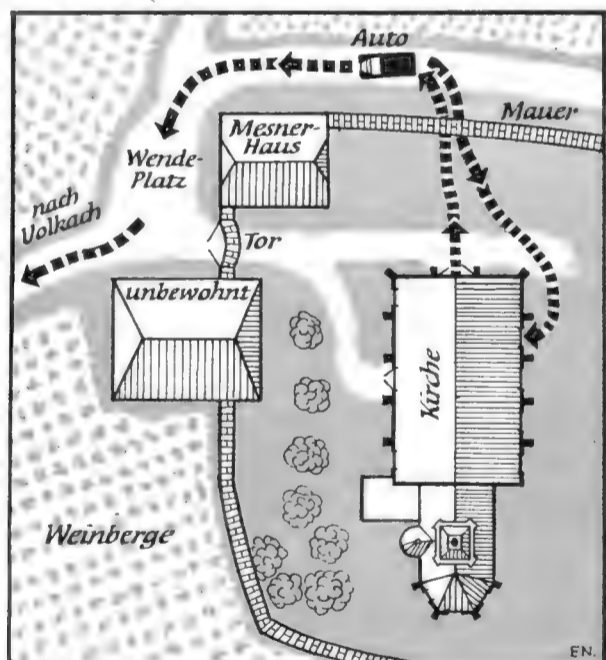 Auto
Mauer
Mesner-
Haus
Wende-
Platz
nach
Volkach
Tor
unbewohnt
Kirche
Weinberge
EN.